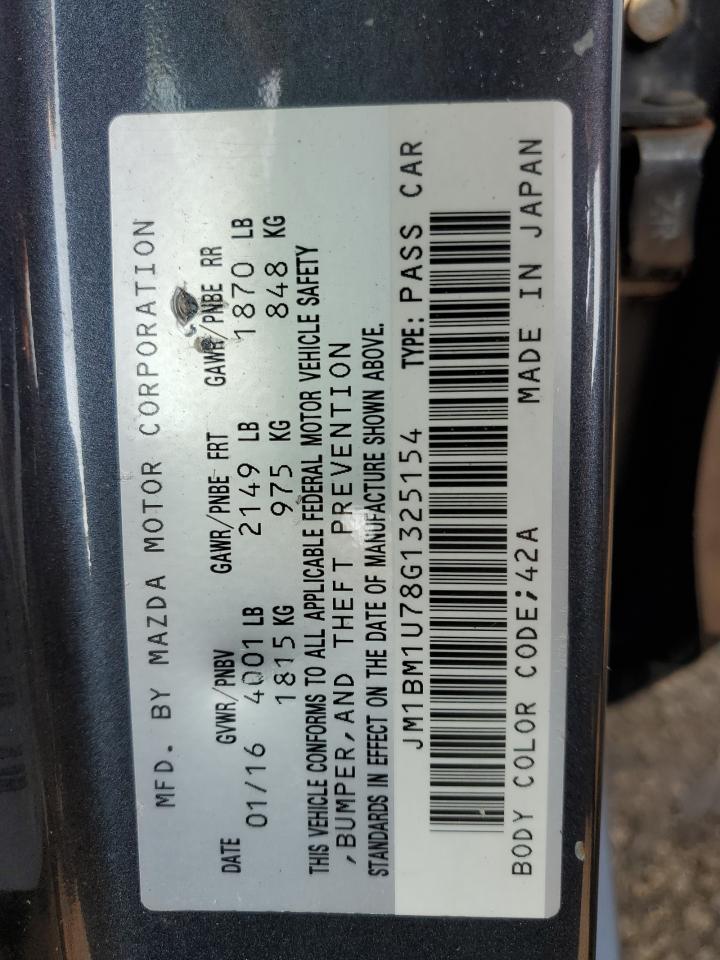 MFD. BY MAZDA MOTOR CORPORATION
DATE GVWR/PNBV GAWR/PNBE FRT GAWR/PNBE RR
01/16 4001 LB 2149 LB 1870 LB
1815 KG 975 KG 848 KG
THIS VEHICLE CONFORMS TO ALL APPLICABLE FEDERAL MOTOR VEHICLE SAFETY
,BUMPER,AND THEFT PREVENTION
STANDARDS IN EFFECT ON THE DATE OF MANUFACTURE SHOWN ABOVE.
JM1BM1U78G1325154 TYPE: PASS CAR
BODY COLOR CODE;42A MADE IN JAPAN